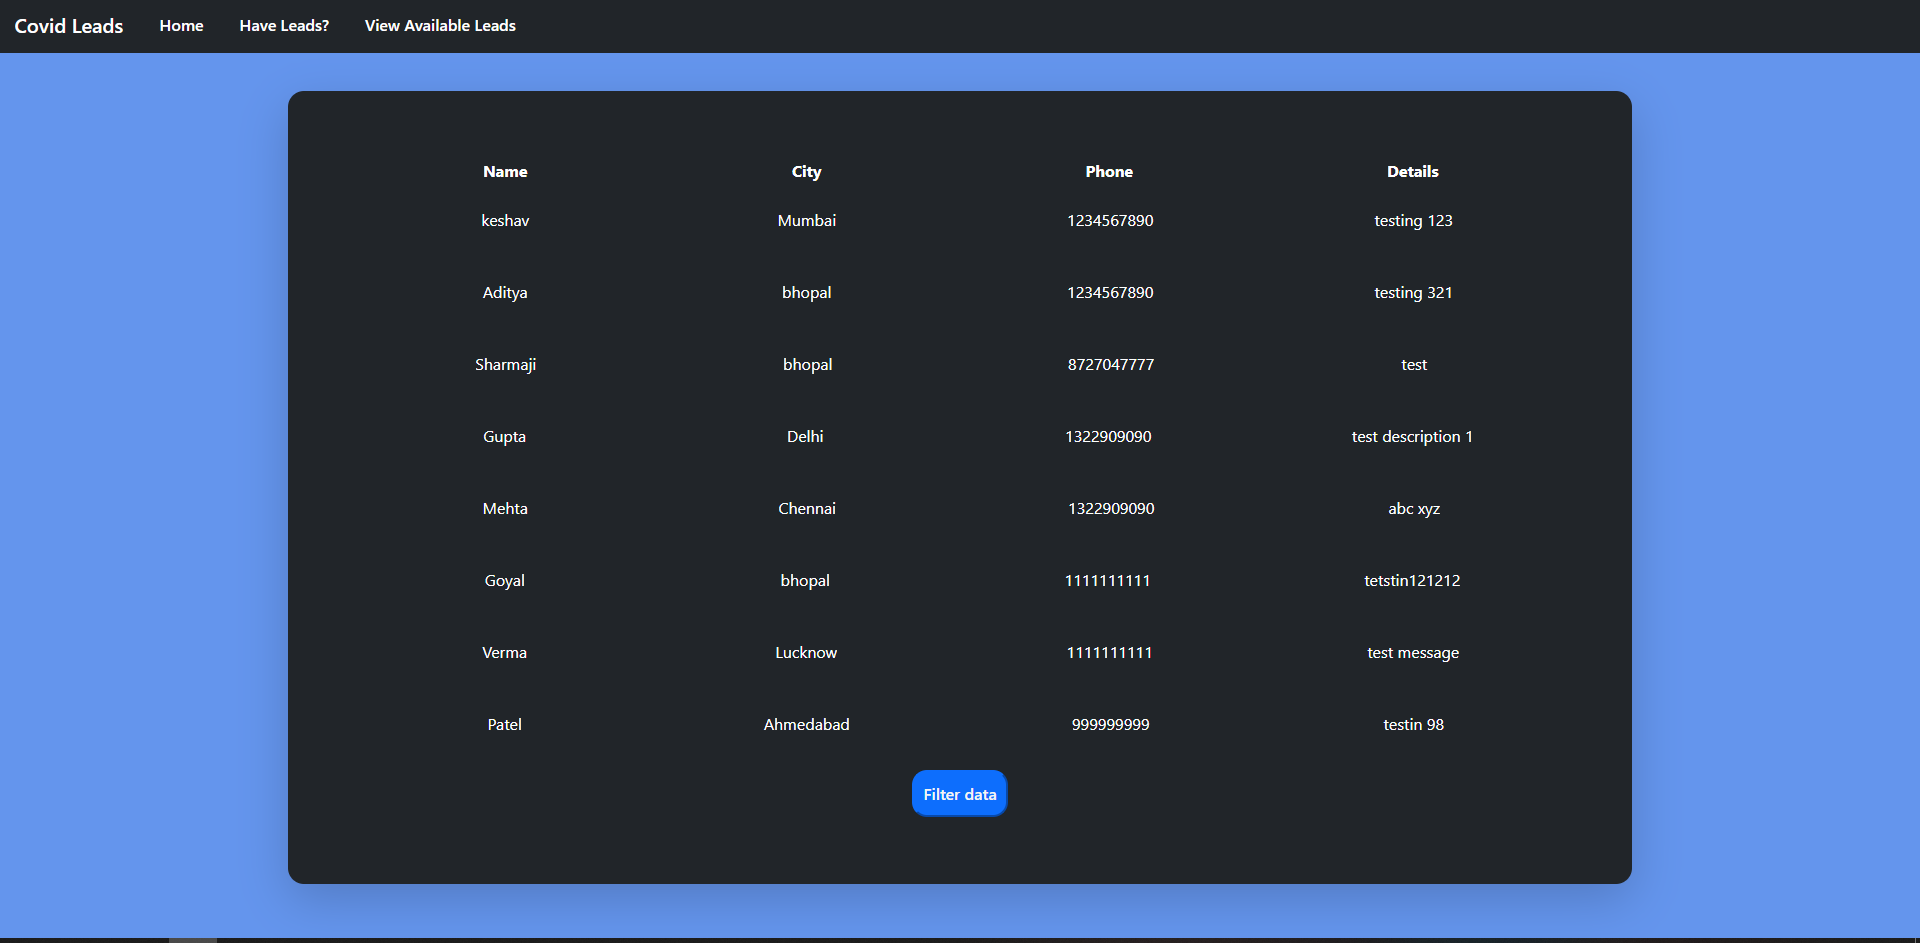 Covid Leads Home Have Leads? View Available Leads
Name City Phone Details
keshav Mumbai 1234567890 testing 123
Aditya bhopal 1234567890 testing 321
Sharmaji bhopal 8727047777 test
Gupta Delhi 1322909090 test description 1
Mehta Chennai 1322909090 abc xyz
Goyal bhopal 1111111111 tetstin121212
Verma Lucknow 1111111111 test message
Patel Ahmedabad 999999999 testin 98
Filter data